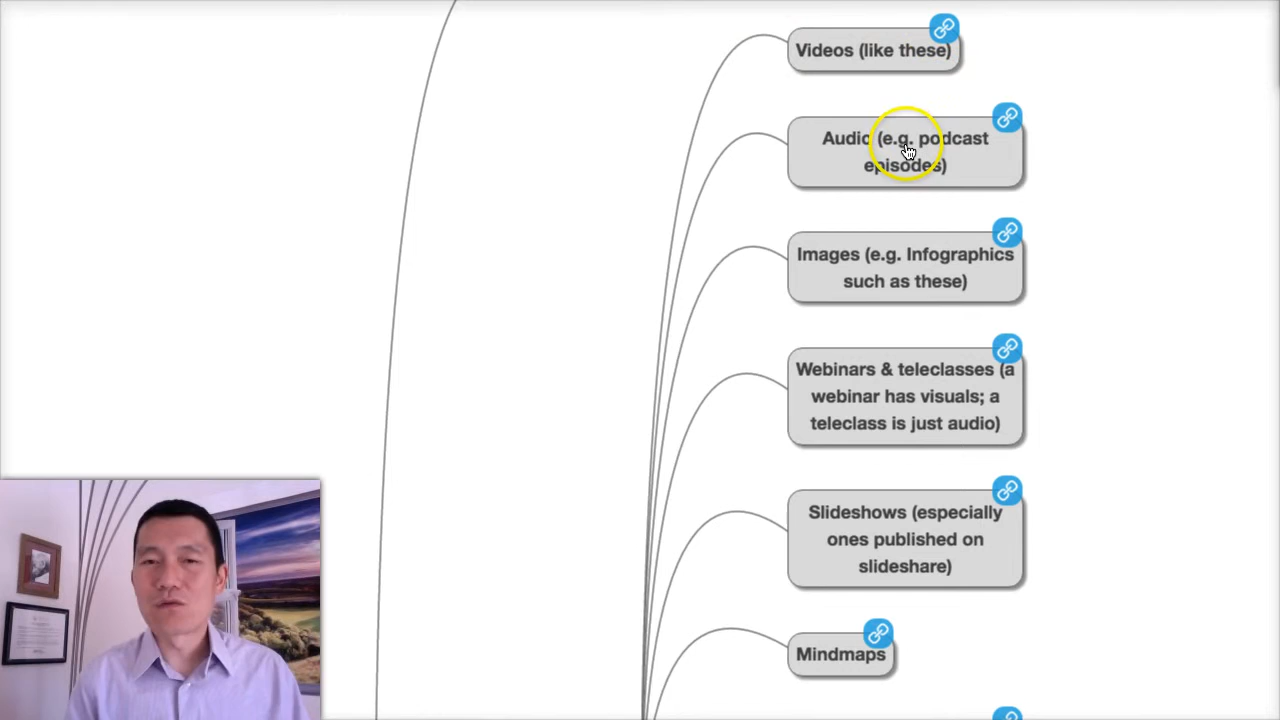 Videos (like these)
Audio (e.g. podcast
episodes)
Images (e.g. Infographics
such as these)
Webinars & teleclasses (a
webinar has visuals; a
teleclass is just audio)
Slideshows (especially
ones published on
slideshare)
Mindmaps